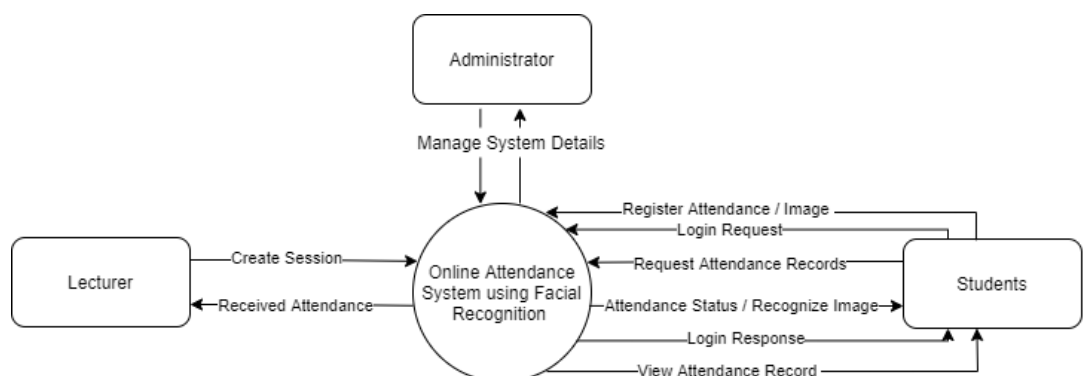 Administrator
Manage System Details
Register Attendance / Image
Login Request
Lecturer
Create Session
Received Attendance
Online Attendance
System using Facial
Recognition
Request Attendance Records
Attendance Status / Recognize Image
Students
Login Response
View Attendance Record